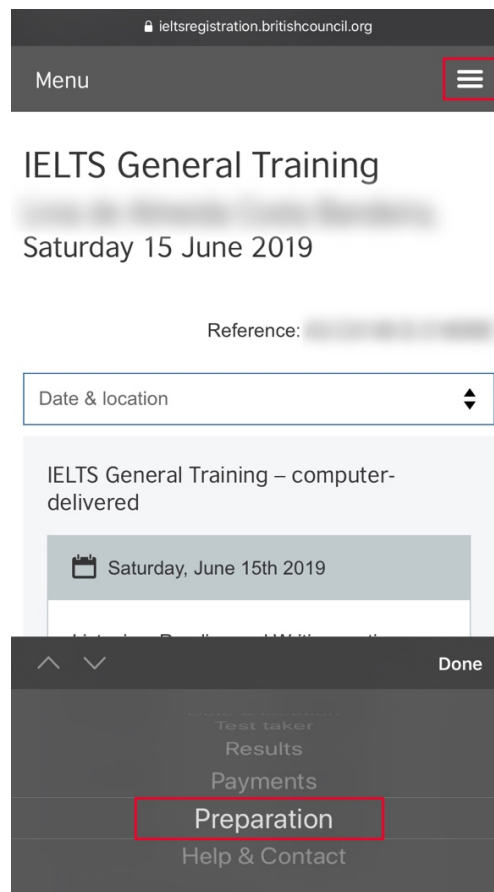 ieltsregistration.britishcouncil.org
Menu
IELTS General Training
Saturday 15 June 2019
Reference:
Date & location
IELTS General Training – computer-
delivered
Saturday, June 15th 2019
Done
Test taker
Results
Payments
Preparation
Help & Contact